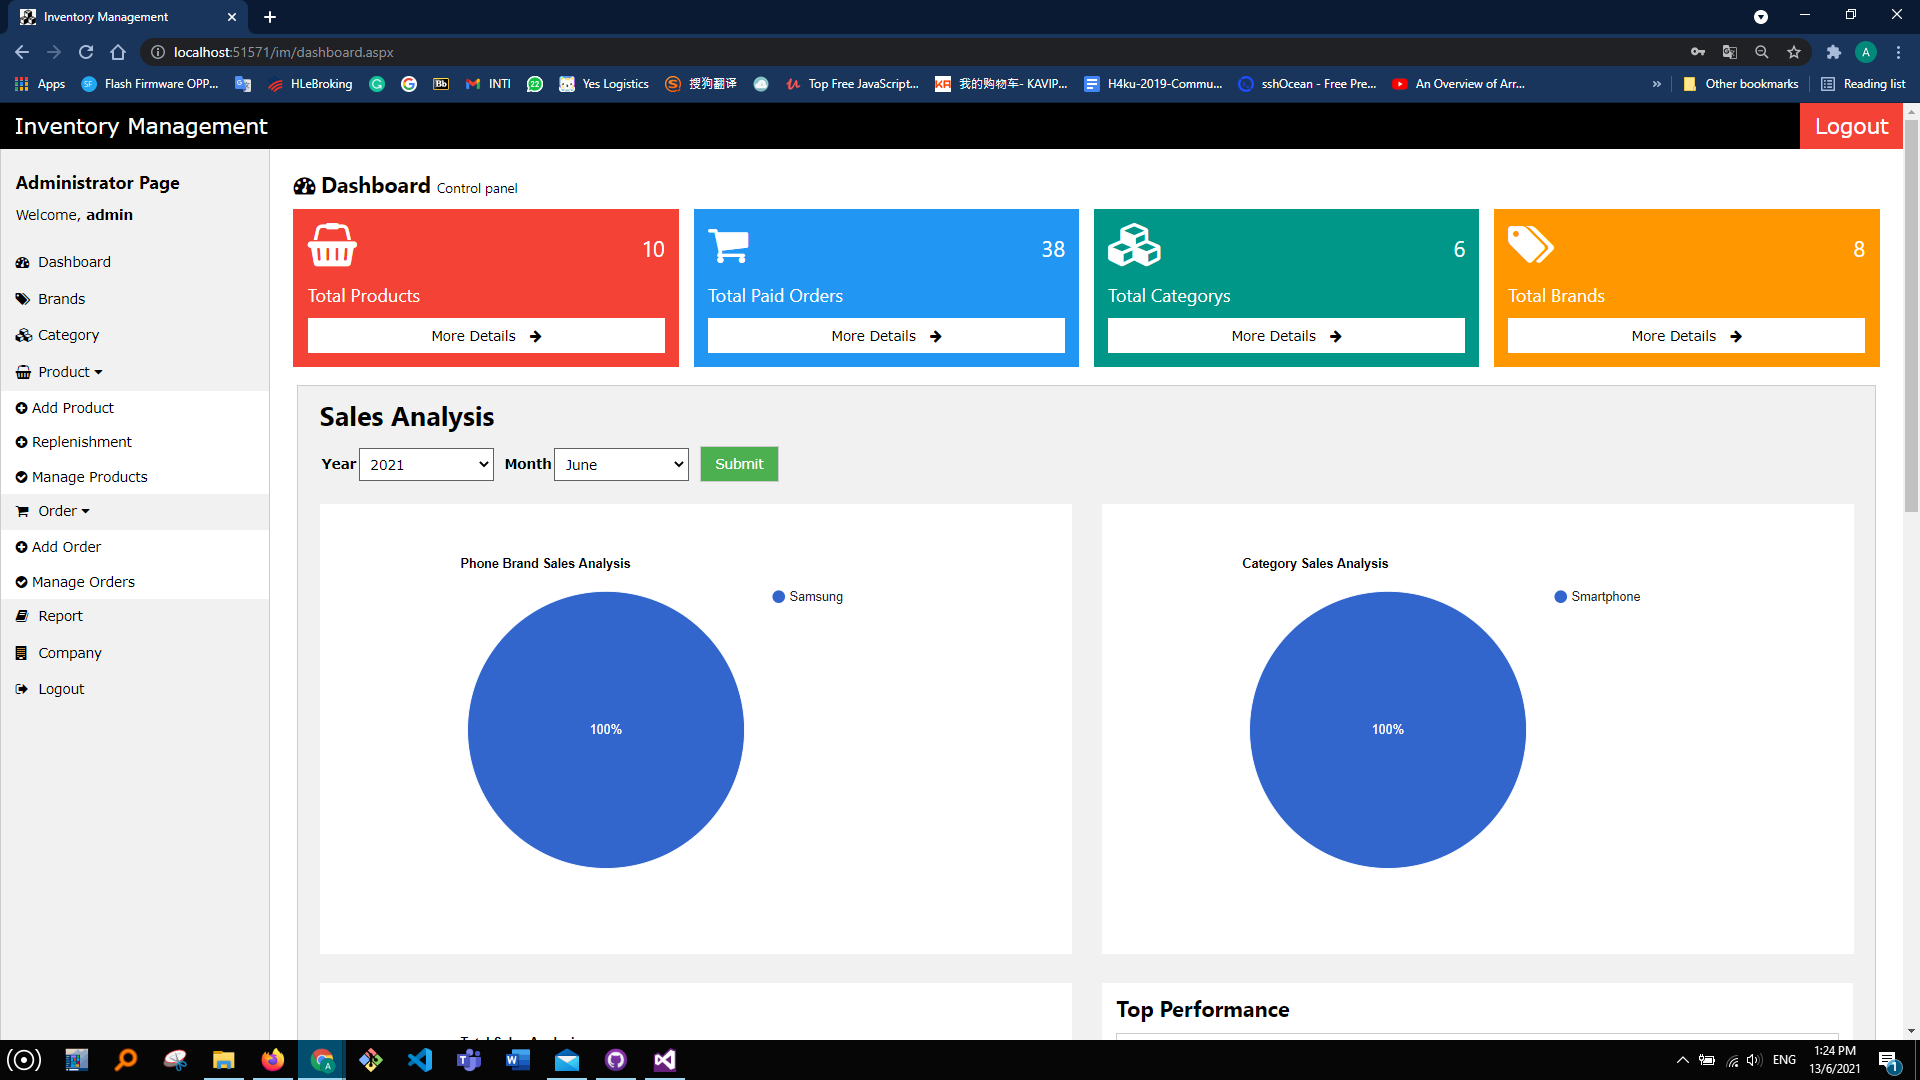 Inventory Management
localhost:51571/im/dashboard.aspx
A
Apps
SF Flash Firmware OPP...
HLeBroking
Bb
INTI
22
Yes Logistics
搜狗翻译
Top Free JavaScript...
KA 我的购物车- KAVIP...
H4ku-2019-Commu...
sshOcean - Free Pre...
An Overview of Arr...
»
Other bookmarks
Reading list
Inventory Management
Logout
Administrator Page
Welcome, admin
Dashboard
Brands
Category
Product
Add Product
Replenishment
Manage Products
Order
Add Order
Manage Orders
Report
Company
Logout
Dashboard Control panel
10
Total Products
More Details
38
Total Paid Orders
More Details
6
Total Categorys
More Details
8
Total Brands
More Details
Sales Analysis
Year 2021 Month June Submit
Phone Brand Sales Analysis
Samsung
100%
Category Sales Analysis
Smartphone
100%
Top Performance
ENG
1:24 PM
13/6/2021
1